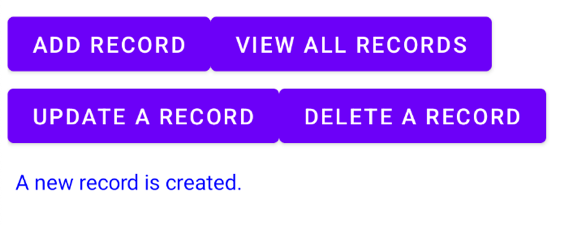 ADD RECORD VIEW ALL RECORDS
UPDATE A RECORD DELETE A RECORD
A new record is created.